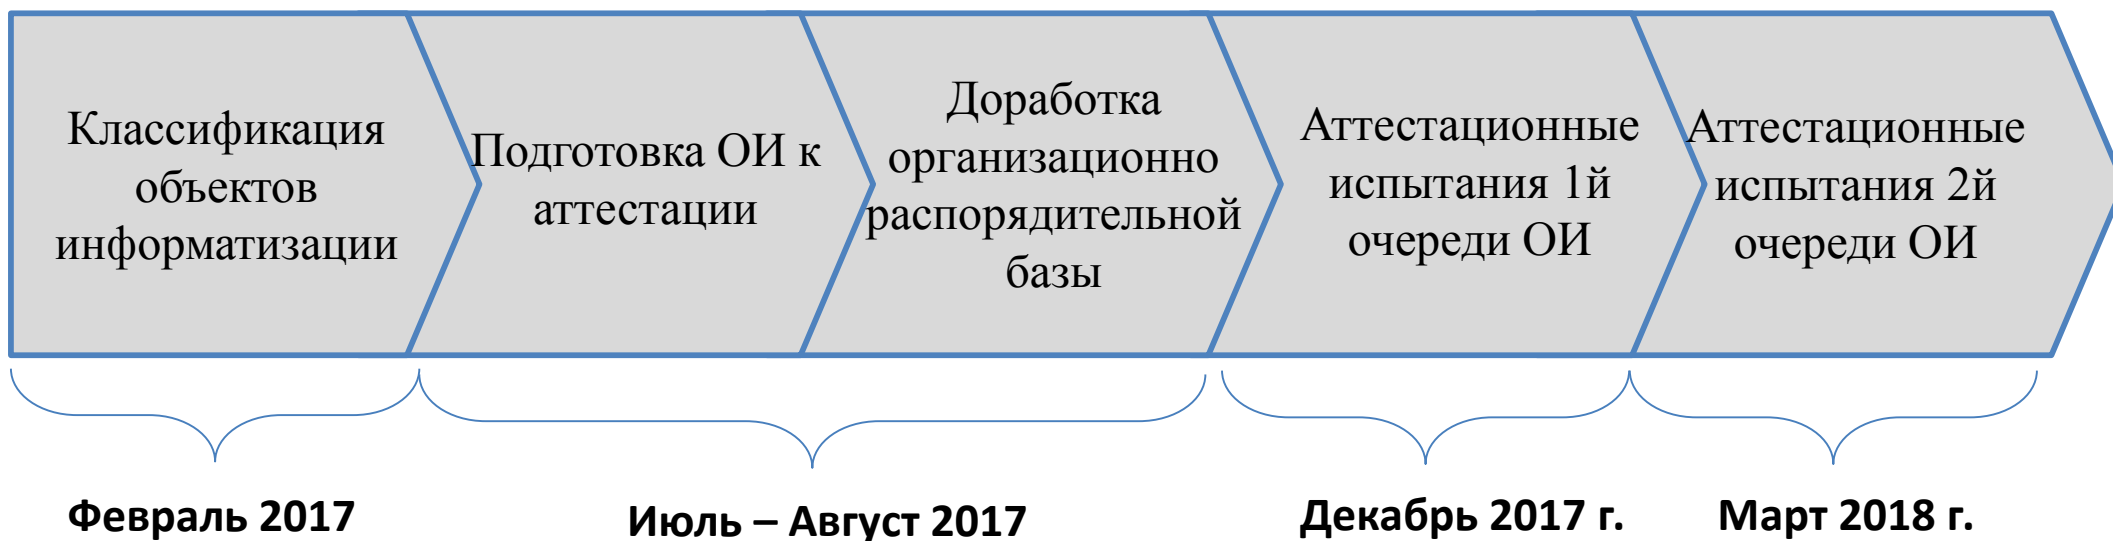 Классификация
объектов
информатизации
Подготовка ОИ к
аттестации
Доработка
организационно
распорядительной
базы
Аттестационные
испытания 1й
очереди ОИ
Аттестационные
испытания 2й
очереди ОИ
Февраль 2017
Июль – Август 2017
Декабрь 2017 г.
Март 2018 г.